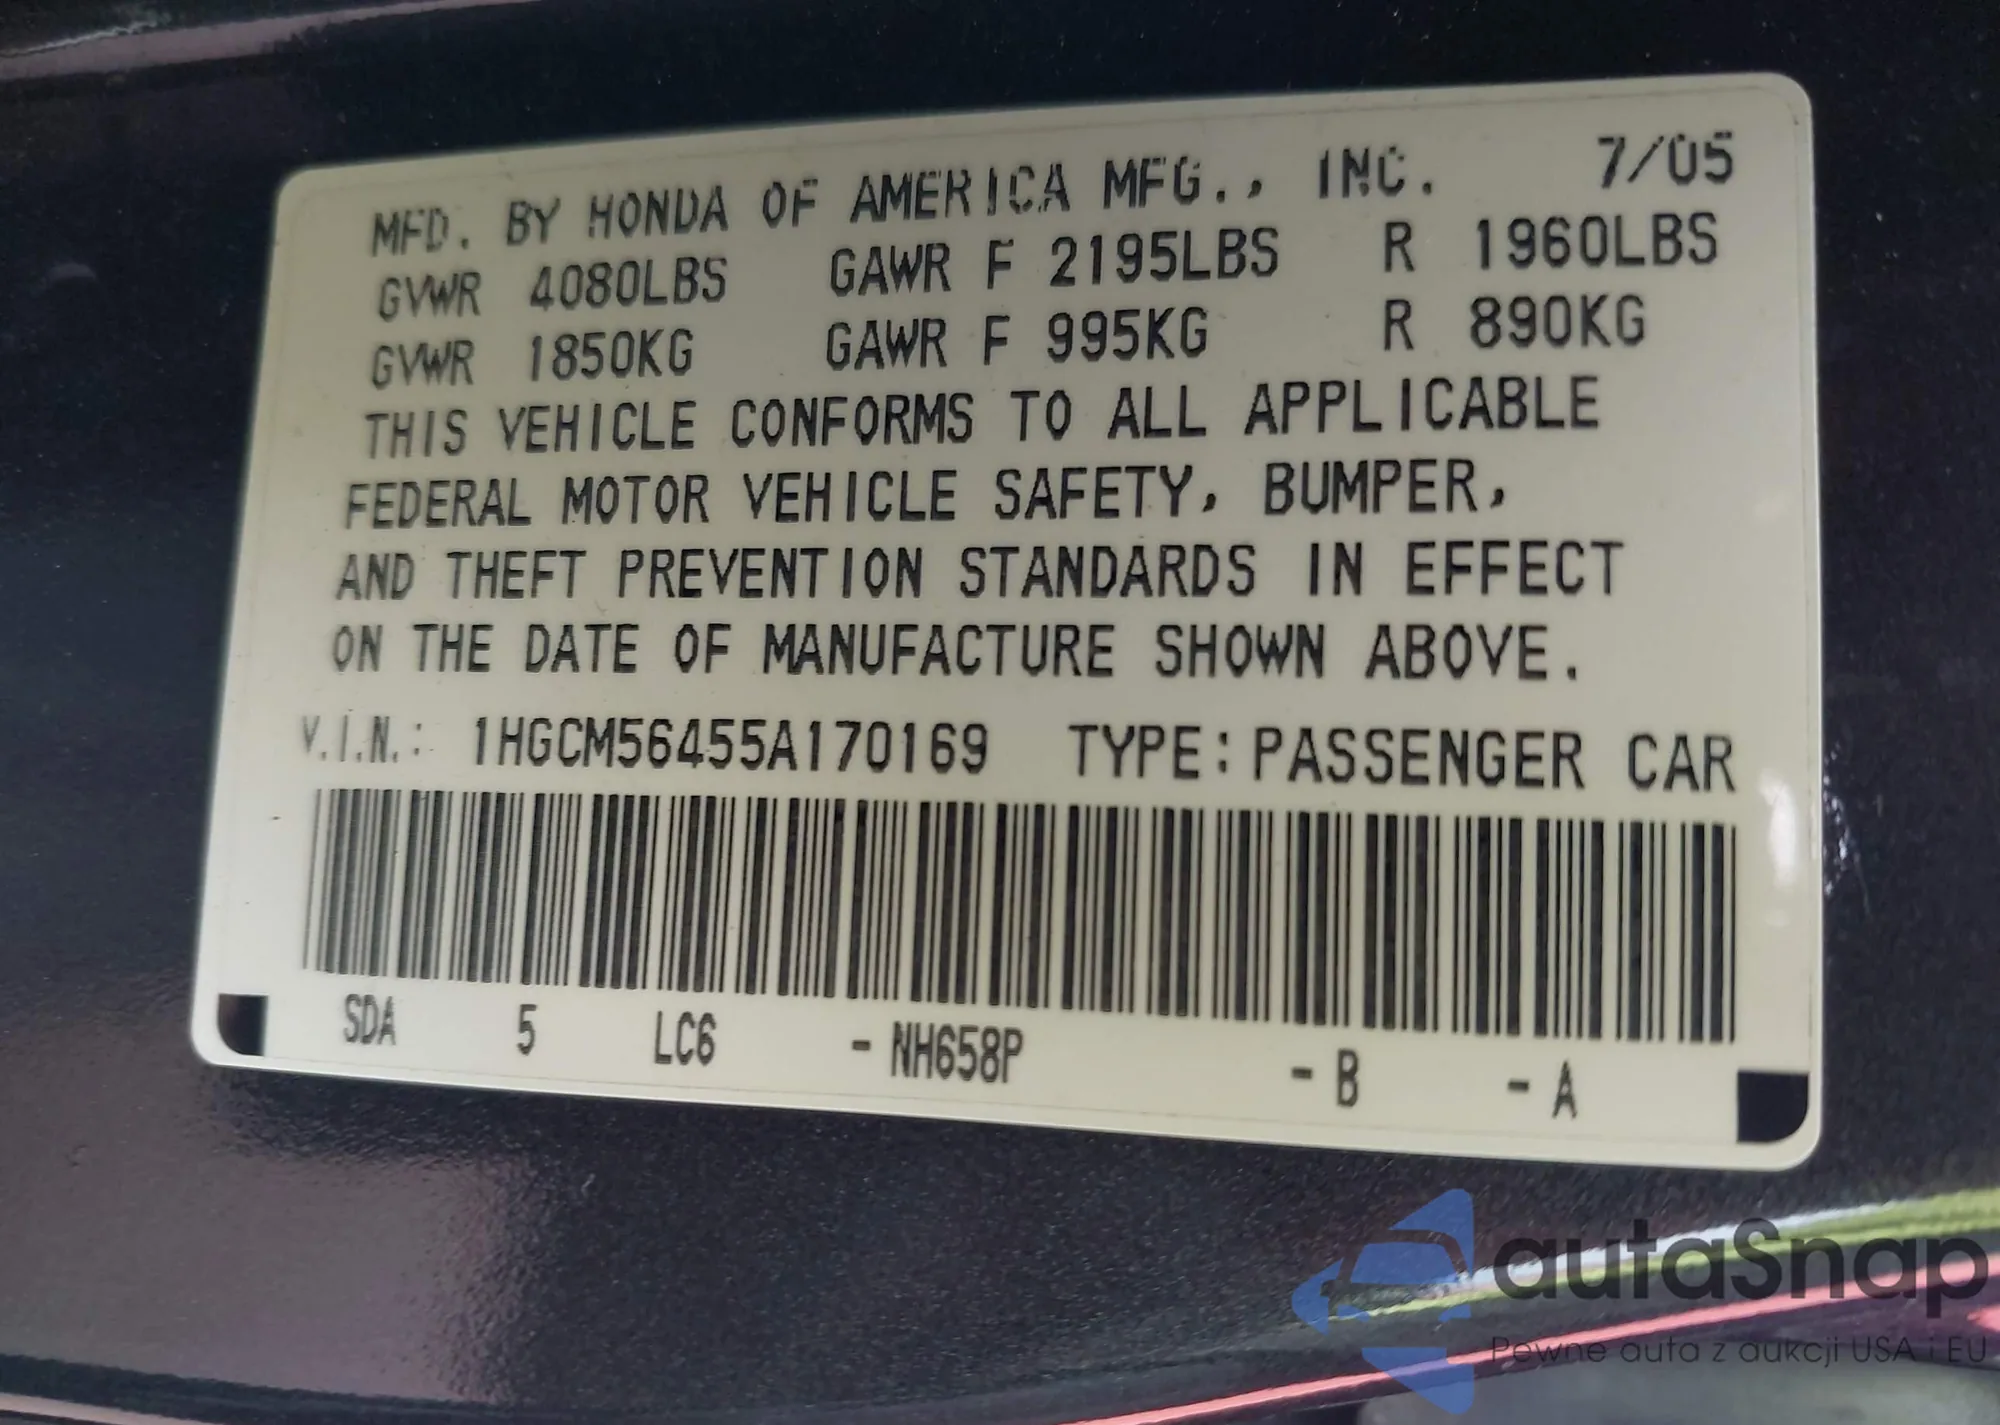 MFD. BY HONDA OF AMERICA MFG., INC. 7/05
GVWR 4080LBS GAWR F 2195LBS R 1960LBS
GVWR 1850KG GAWR F 995KG R 890KG
THIS VEHICLE CONFORMS TO ALL APPLICABLE
FEDERAL MOTOR VEHICLE SAFETY, BUMPER,
AND THEFT PREVENTION STANDARDS IN EFFECT
ON THE DATE OF MANUFACTURE SHOWN ABOVE.
V.I.N.: 1HGCM56455A170169 TYPE: PASSENGER CAR
SDA 5 LC6 - NH658P - B - A
autaSnap
Pewne auta z aukcji USA i EU